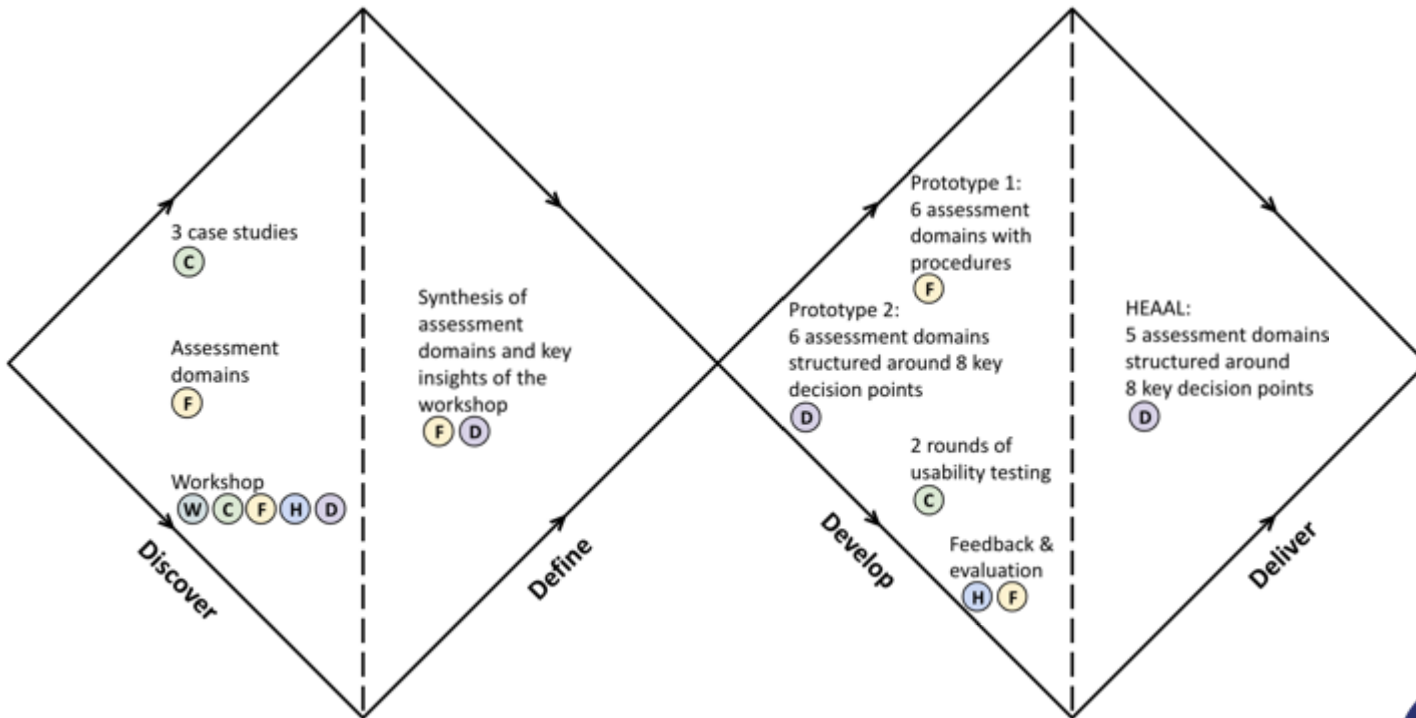 3 case studies
C
Assessment
domains
F
Workshop
W C F H D
Discover
Synthesis of
assessment
domains and key
insights of the
workshop
F D
Define
Prototype 1:
6 assessment
domains with
procedures
F
Prototype 2:
6 assessment domains
structured around 8 key
decision points
D
2 rounds of
usability testing
C
Feedback &
evaluation
H F
Develop
HEAAL:
5 assessment domains
structured around
8 key decision points
D
Deliver